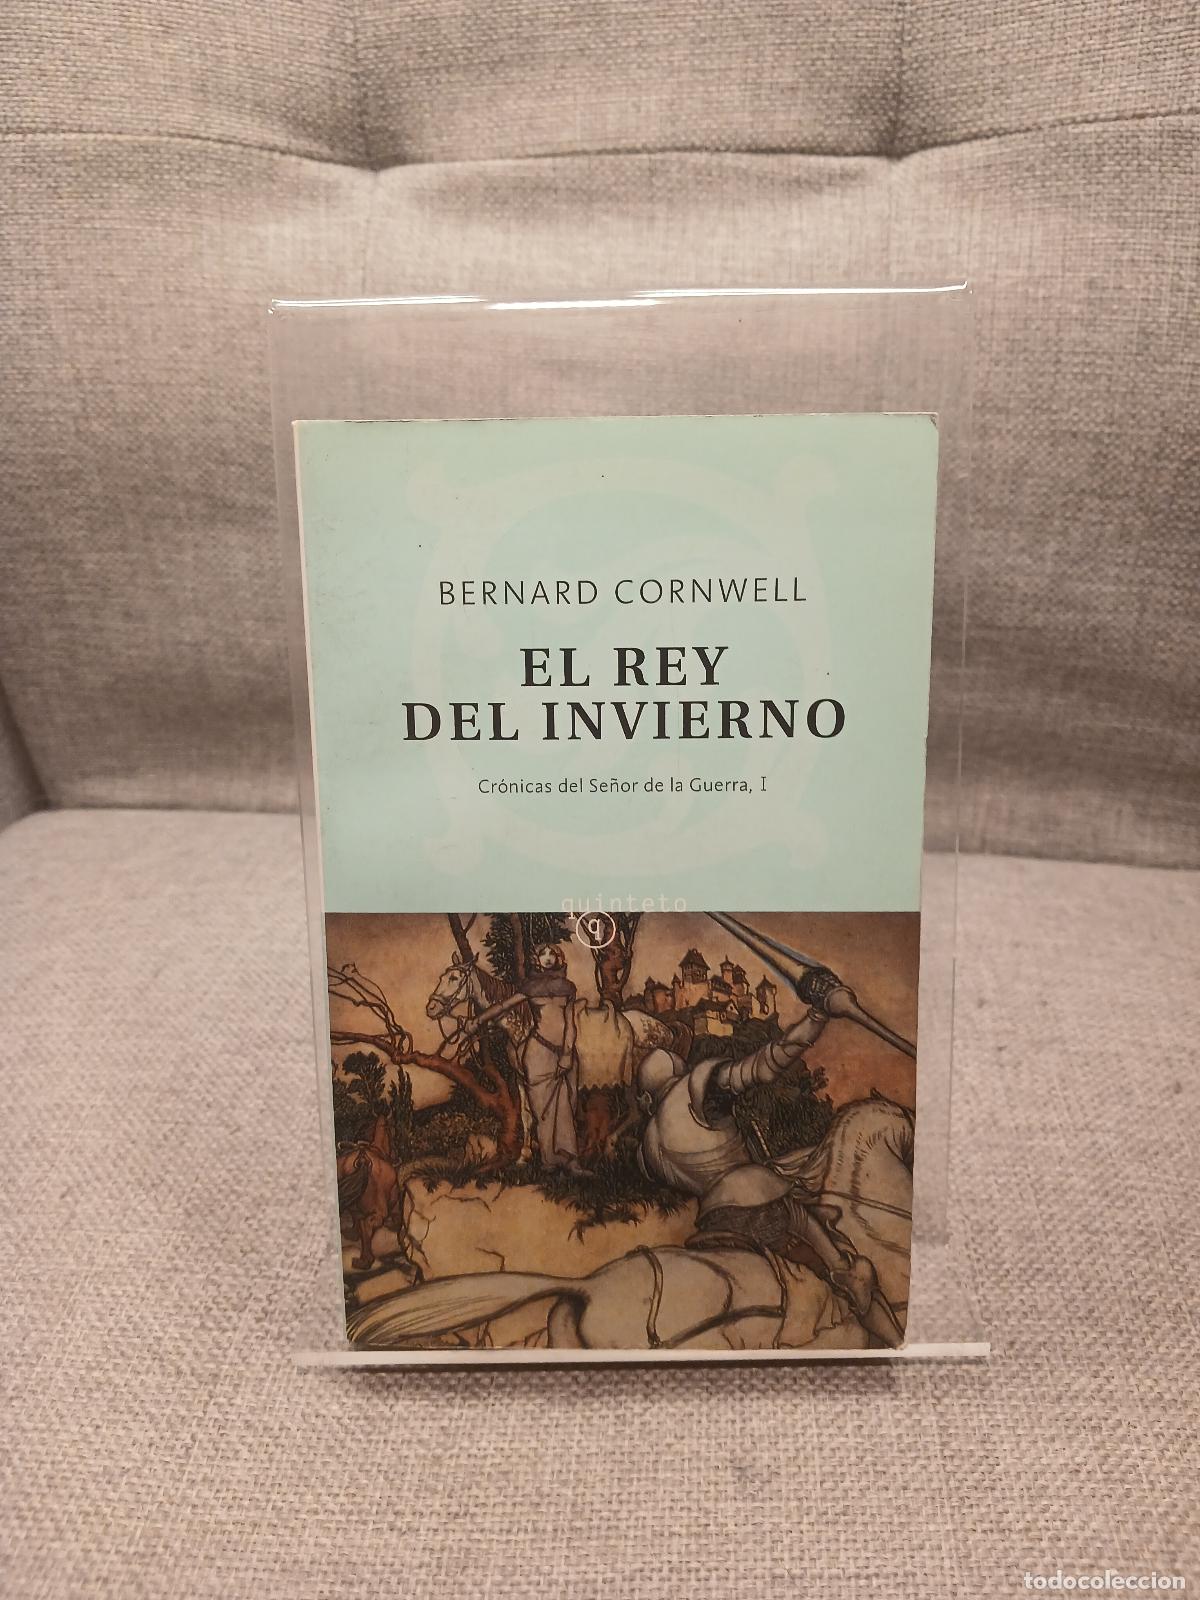 BERNARD CORNWELL
EL REY
DEL INVIERNO
Crónicas del Señor de la Guerra, I
quinteto
q
todocoleccion